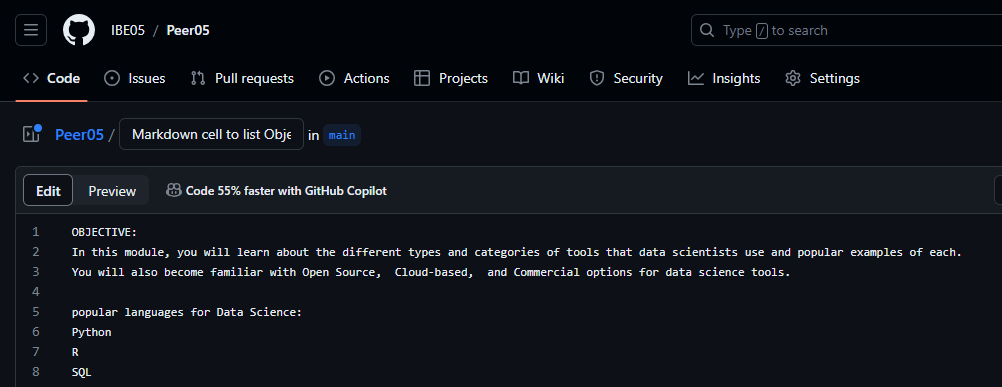 IBE05 / Peer05
Type / to search
Code Issues Pull requests Actions Projects Wiki Security Insights Settings
Peer05 / Markdown cell to list Obje in main
Edit Preview Code 55% faster with GitHub Copilot
1 OBJECTIVE:
2 In this module, you will learn about the different types and categories of tools that data scientists use and popular examples of each.
3 You will also become familiar with Open Source,  Cloud-based,  and Commercial options for data science tools.
4
5 popular languages for Data Science:
6 Python
7 R
8 SQL